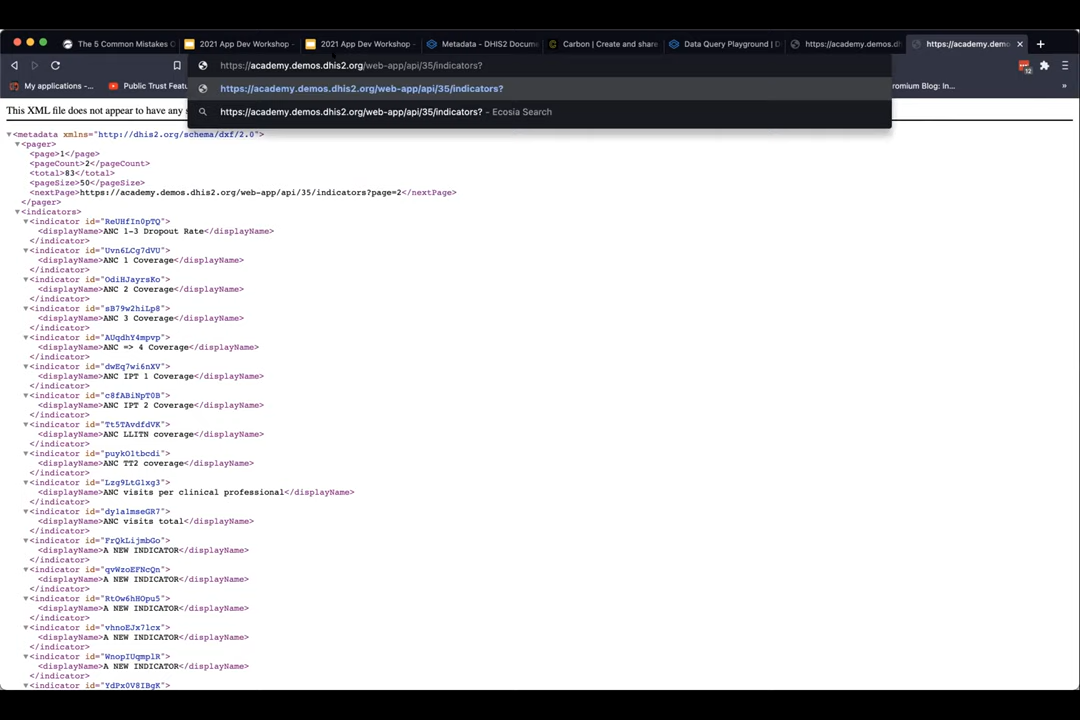 The 5 Common Mistakes O
2021 App Dev Workshop -
2021 App Dev Workshop -
Metadata - DHIS2 Docume
Carbon | Create and share
Data Query Playground | D
https://academy.demos.dh
https://academy.demo
https://academy.demos.dhis2.org/web-app/api/35/indicators?
My applications -...
Public Trust Featu
romium Blog: In...
»
12
https://academy.demos.dhis2.org/web-app/api/35/indicators?
https://academy.demos.dhis2.org/web-app/api/35/indicators? - Ecosia Search
This XML file does not appear to have any s
<metadata xmlns="http://dhis2.org/schema/dxf/2.0">
<pager>
<page>1</page>
<pageCount>2</pageCount>
<total>83</total>
<pageSize>50</pageSize>
<nextPage>https://academy.demos.dhis2.org/web-app/api/35/indicators?page=2</nextPage>
</pager>
<indicators>
<indicator id="ReUHfIn0pTQ">
<displayName>ANC 1-3 Dropout Rate</displayName>
</indicator>
<indicator id="Uvn6LCg7dVU">
<displayName>ANC 1 Coverage</displayName>
</indicator>
<indicator id="OdiHJayrsKo">
<displayName>ANC 2 Coverage</displayName>
</indicator>
<indicator id="sB79w2hiLp8">
<displayName>ANC 3 Coverage</displayName>
</indicator>
<indicator id="AUqdhY4mpvp">
<displayName>ANC => 4 Coverage</displayName>
</indicator>
<indicator id="dwEq7wi6nXV">
<displayName>ANC IPT 1 Coverage</displayName>
</indicator>
<indicator id="c8fABiNpT0B">
<displayName>ANC IPT 2 Coverage</displayName>
</indicator>
<indicator id="Tt5TAvdfdVK">
<displayName>ANC LLITN coverage</displayName>
</indicator>
<indicator id="puykO1tbcdi">
<displayName>ANC TT2 coverage</displayName>
</indicator>
<indicator id="Lzg9LtG1xg3">
<displayName>ANC visits per clinical professional</displayName>
</indicator>
<indicator id="dy1a1mseGR7">
<displayName>ANC visits total</displayName>
</indicator>
<indicator id="FrQkLijmbGo">
<displayName>A NEW INDICATOR</displayName>
</indicator>
<indicator id="qvWzoEFNcQn">
<displayName>A NEW INDICATOR</displayName>
</indicator>
<indicator id="RtOw6hHOpu5">
<displayName>A NEW INDICATOR</displayName>
</indicator>
<indicator id="vhnoEJx7lcx">
<displayName>A NEW INDICATOR</displayName>
</indicator>
<indicator id="WnopIUqmplR">
<displayName>A NEW INDICATOR</displayName>
</indicator>
<indicator id="YdPx0V8IBgK">